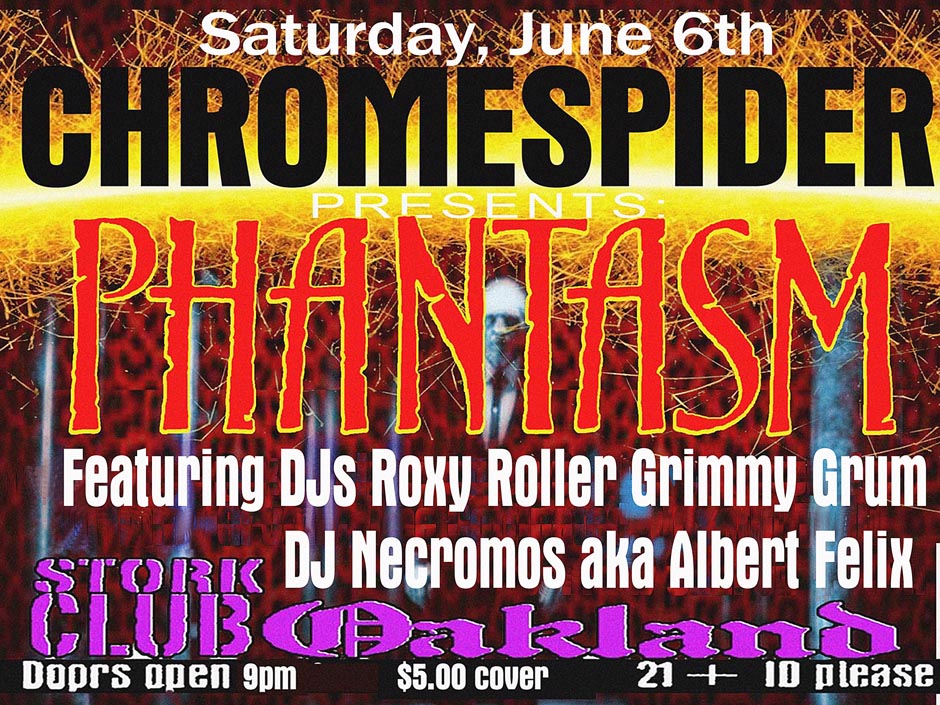 Saturday, June 6th
CHROMESPIDER
PRESENTS:
PHANTASM
Featuring DJs Roxy Roller Grimmy Grum
DJ Necromos aka Albert Felix
STORK
CLUB Oakland
Doors open 9pm $5.00 cover 21 + ID please